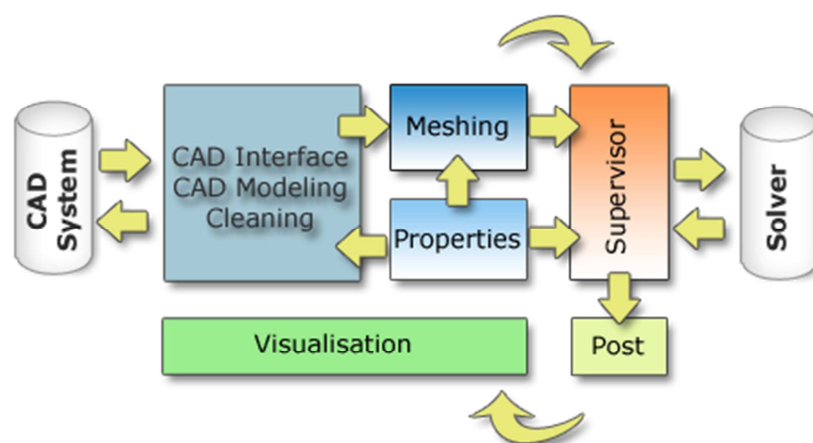 CAD
System
CAD Interface
CAD Modeling
Cleaning
Meshing
Properties
Supervisor
Solver
Visualisation
Post